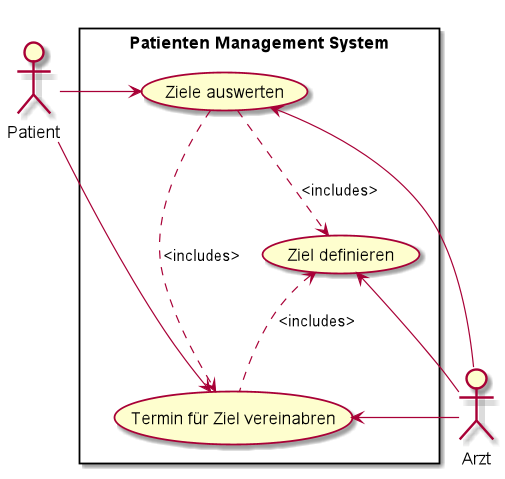 Patienten Management System
Patient
Ziele auswerten
<includes>
Ziel definieren
<includes>
<includes>
Termin für Ziel vereinabren
Arzt